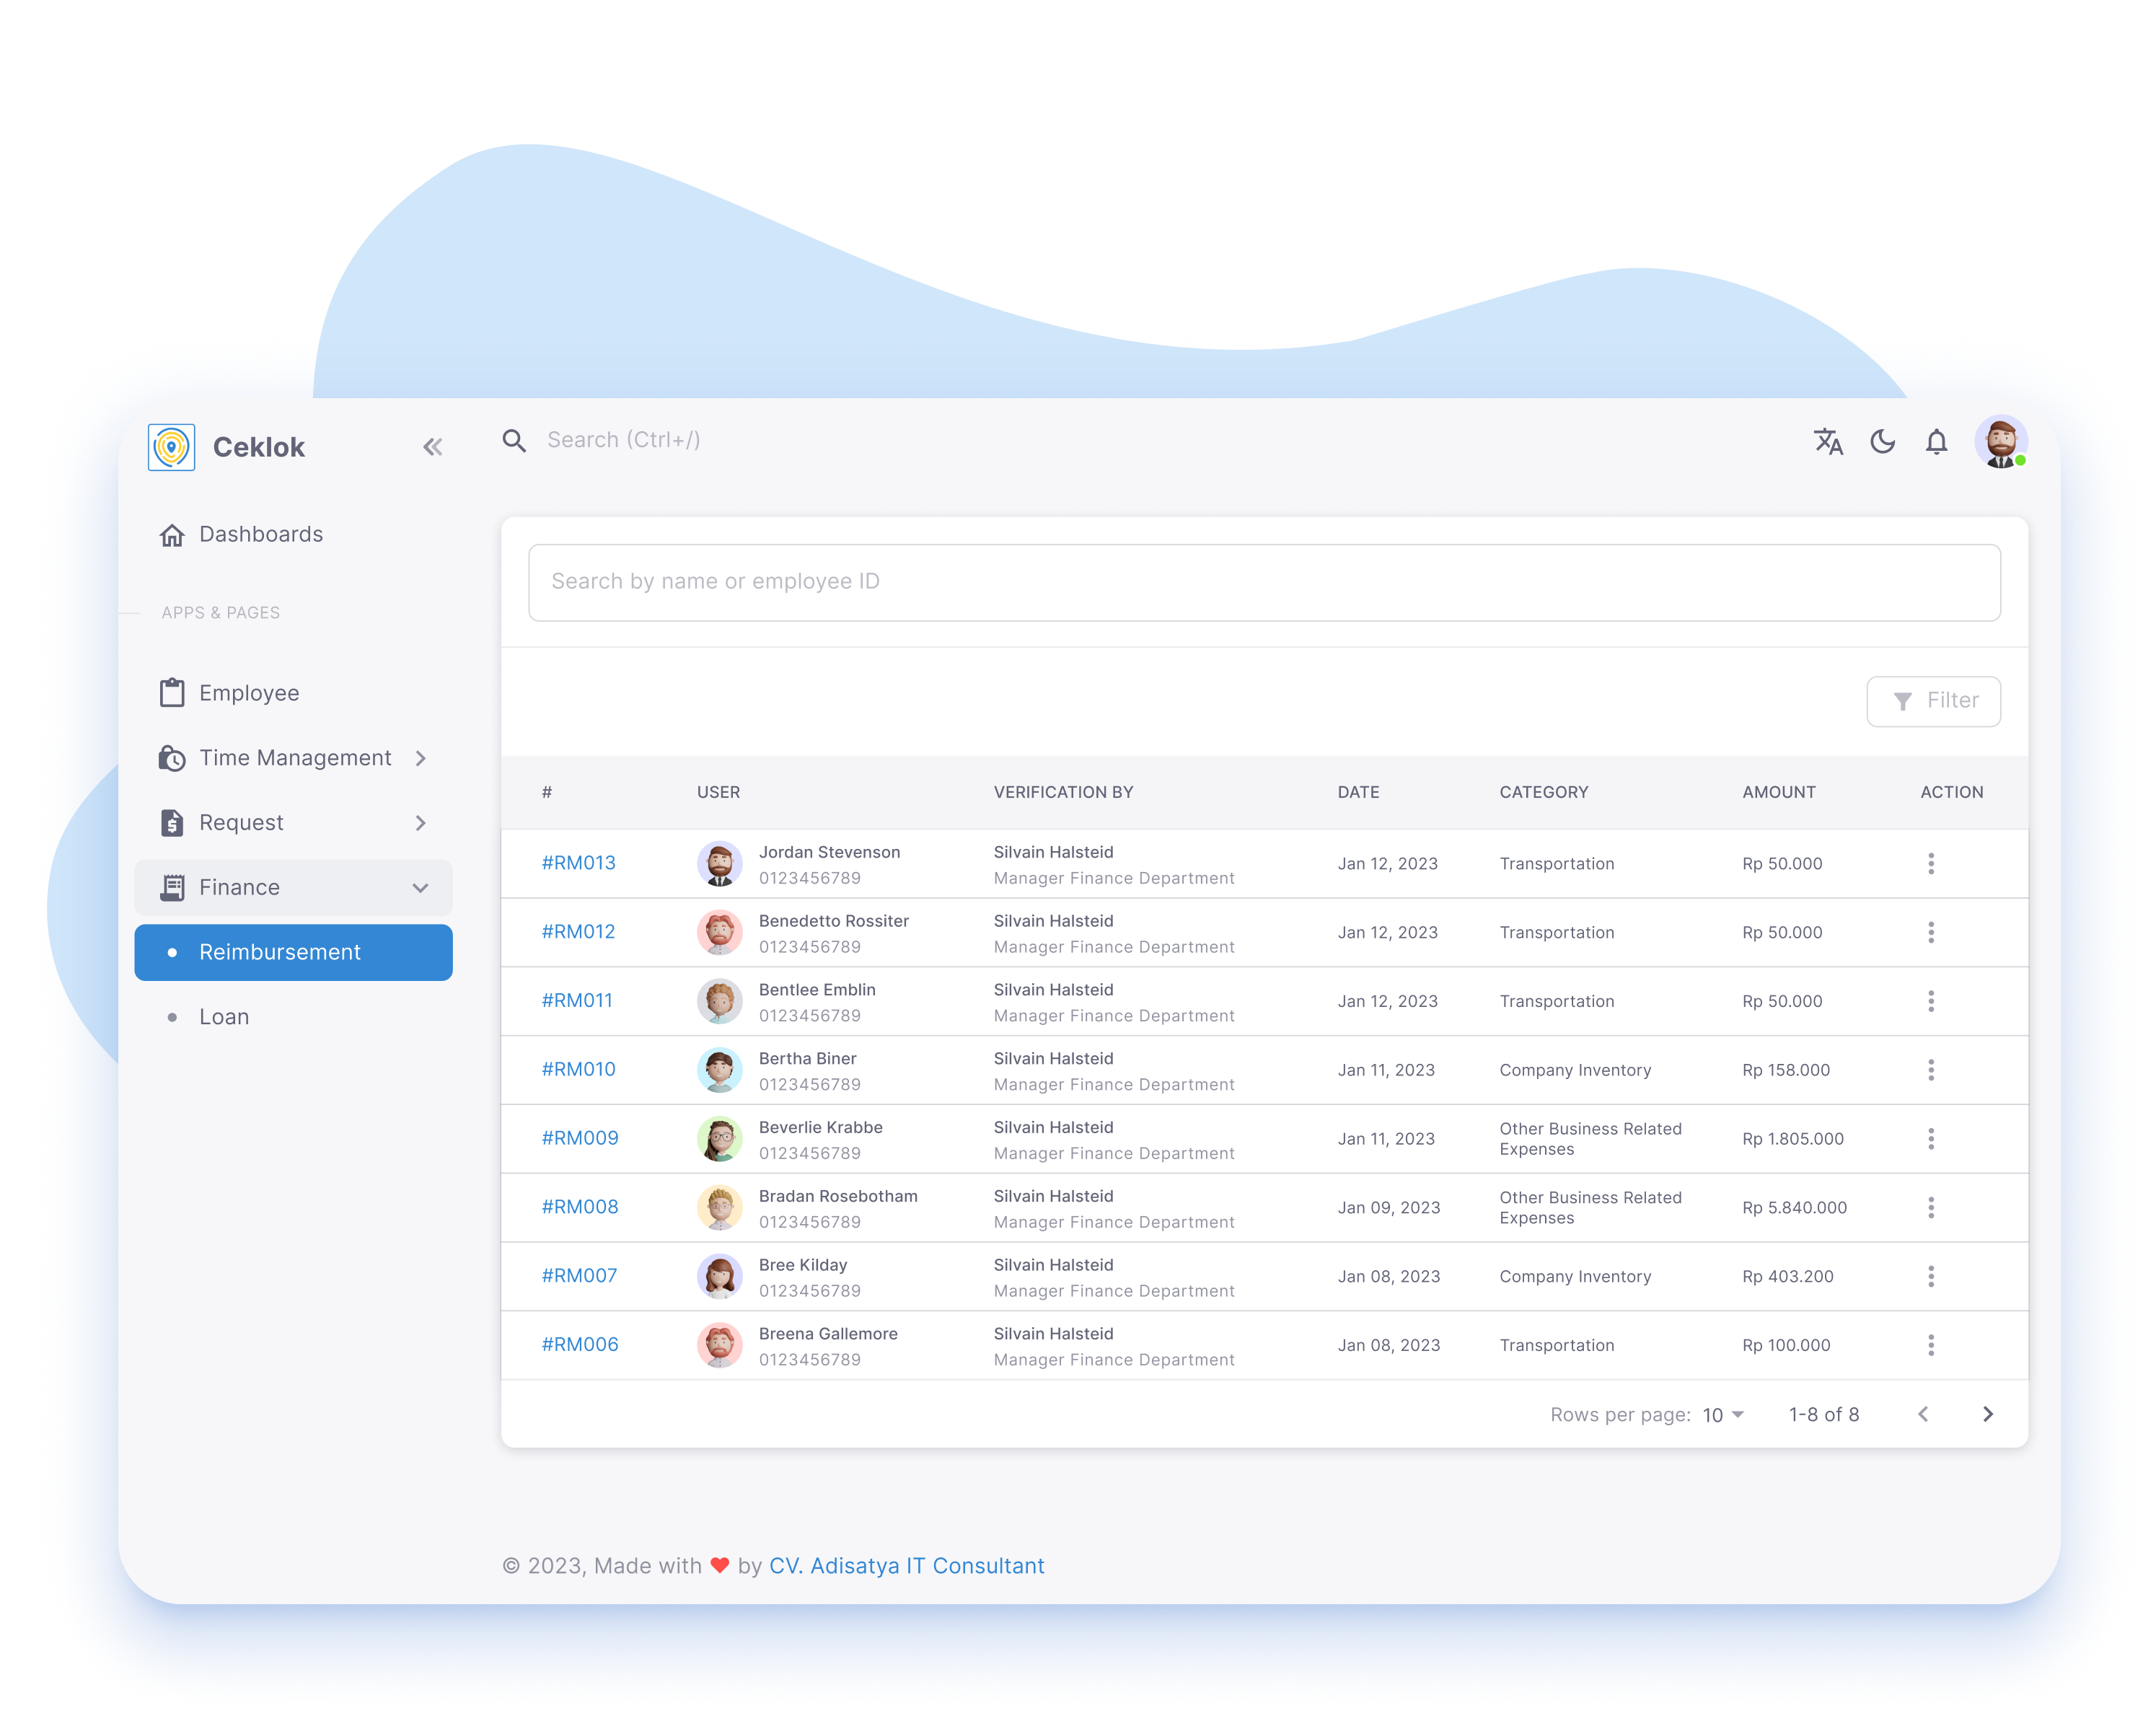 Ceklok
Search (Ctrl+/)
Dashboards
APPS & PAGES
Employee
Time Management
Request
Finance
Reimbursement
Loan
Search by name or employee ID
Filter
# USER VERIFICATION BY DATE CATEGORY AMOUNT ACTION
#RM013 Jordan Stevenson 0123456789 Silvain Halsteid Manager Finance Department Jan 12, 2023 Transportation Rp 50.000
#RM012 Benedetto Rossiter 0123456789 Silvain Halsteid Manager Finance Department Jan 12, 2023 Transportation Rp 50.000
#RM011 Bentlee Emblin 0123456789 Silvain Halsteid Manager Finance Department Jan 12, 2023 Transportation Rp 50.000
#RM010 Bertha Biner 0123456789 Silvain Halsteid Manager Finance Department Jan 11, 2023 Company Inventory Rp 158.000
#RM009 Beverlie Krabbe 0123456789 Silvain Halsteid Manager Finance Department Jan 11, 2023 Other Business Related Expenses Rp 1.805.000
#RM008 Bradan Rosebotham 0123456789 Silvain Halsteid Manager Finance Department Jan 09, 2023 Other Business Related Expenses Rp 5.840.000
#RM007 Bree Kilday 0123456789 Silvain Halsteid Manager Finance Department Jan 08, 2023 Company Inventory Rp 403.200
#RM006 Breena Gallemore 0123456789 Silvain Halsteid Manager Finance Department Jan 08, 2023 Transportation Rp 100.000
Rows per page: 10 1-8 of 8
© 2023, Made with ❤ by CV. Adisatya IT Consultant